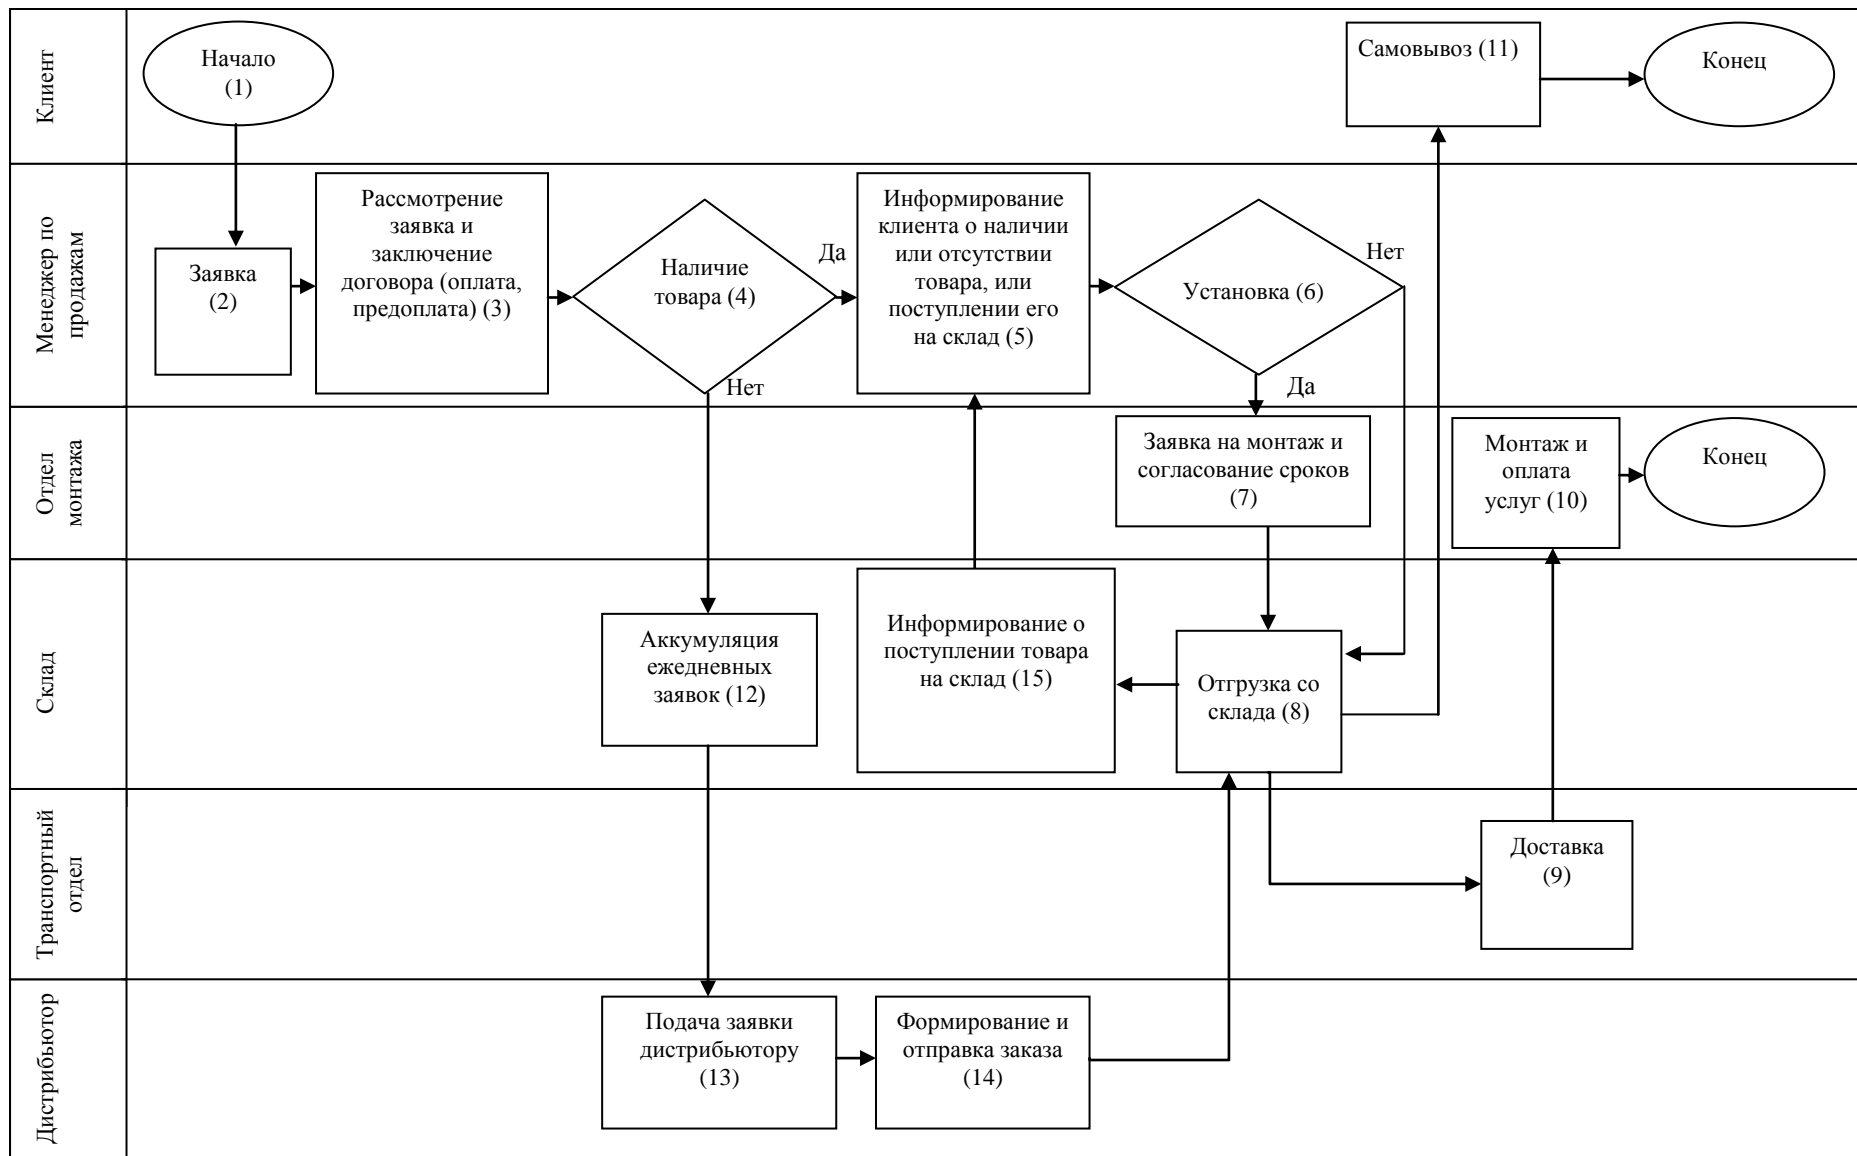 Клиент
Начало
(1)
Самовывоз (11)
Конец
Менеджер по
продажам
Заявка
(2)
Рассмотрение
заявка и
заключение
договора (оплата,
предоплата) (3)
Наличие
товара (4)
Да
Нет
Информирование
клиента о наличии
или отсутствии
товара, или
поступлении его
на склад (5)
Установка (6)
Нет
Да
Отдел
монтажа
Заявка на монтаж и
согласование сроков
(7)
Монтаж и
оплата
услуг (10)
Конец
Склад
Аккумуляция
ежедневных
заявок (12)
Информирование о
поступлении товара
на склад (15)
Отгрузка со
склада (8)
Транспортный
отдел
Доставка
(9)
Дистрибьютор
Подача заявки
дистрибьютору
(13)
Формирование и
отправка заказа
(14)